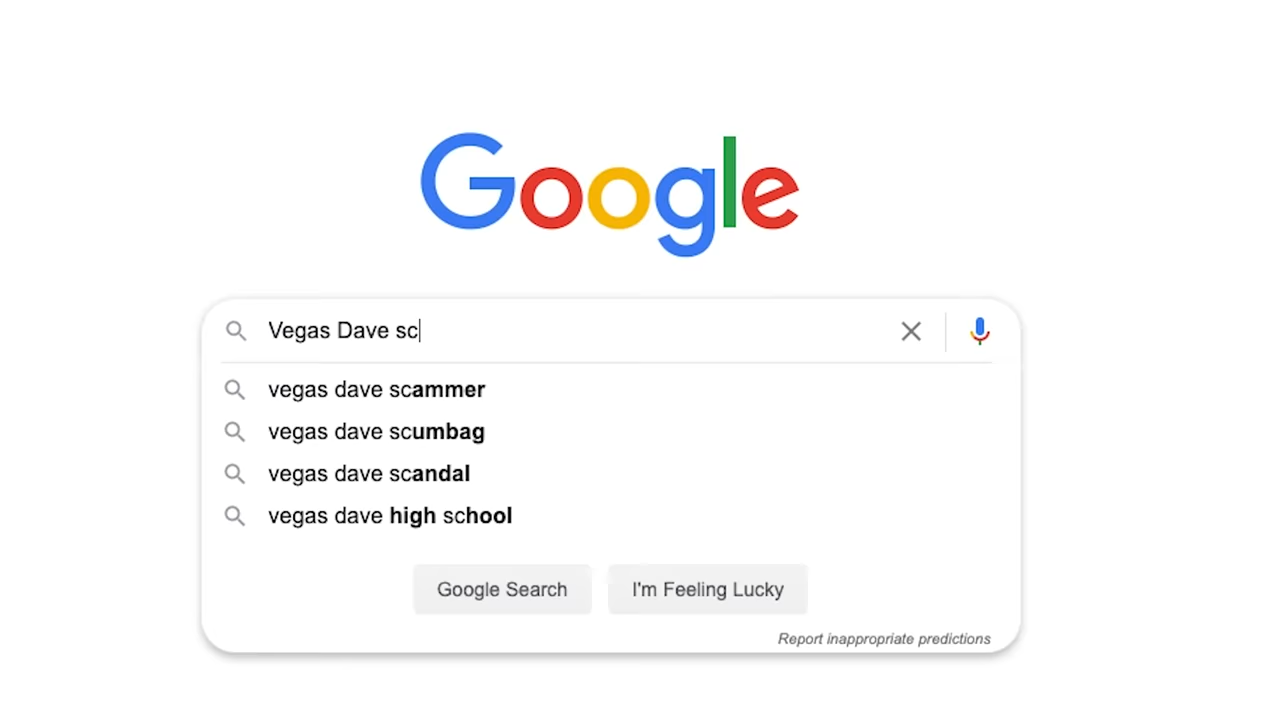 Google
Vegas Dave sc
vegas dave scammer
vegas dave scumbag
vegas dave scandal
vegas dave high school
Google Search
I'm Feeling Lucky
Report inappropriate predictions